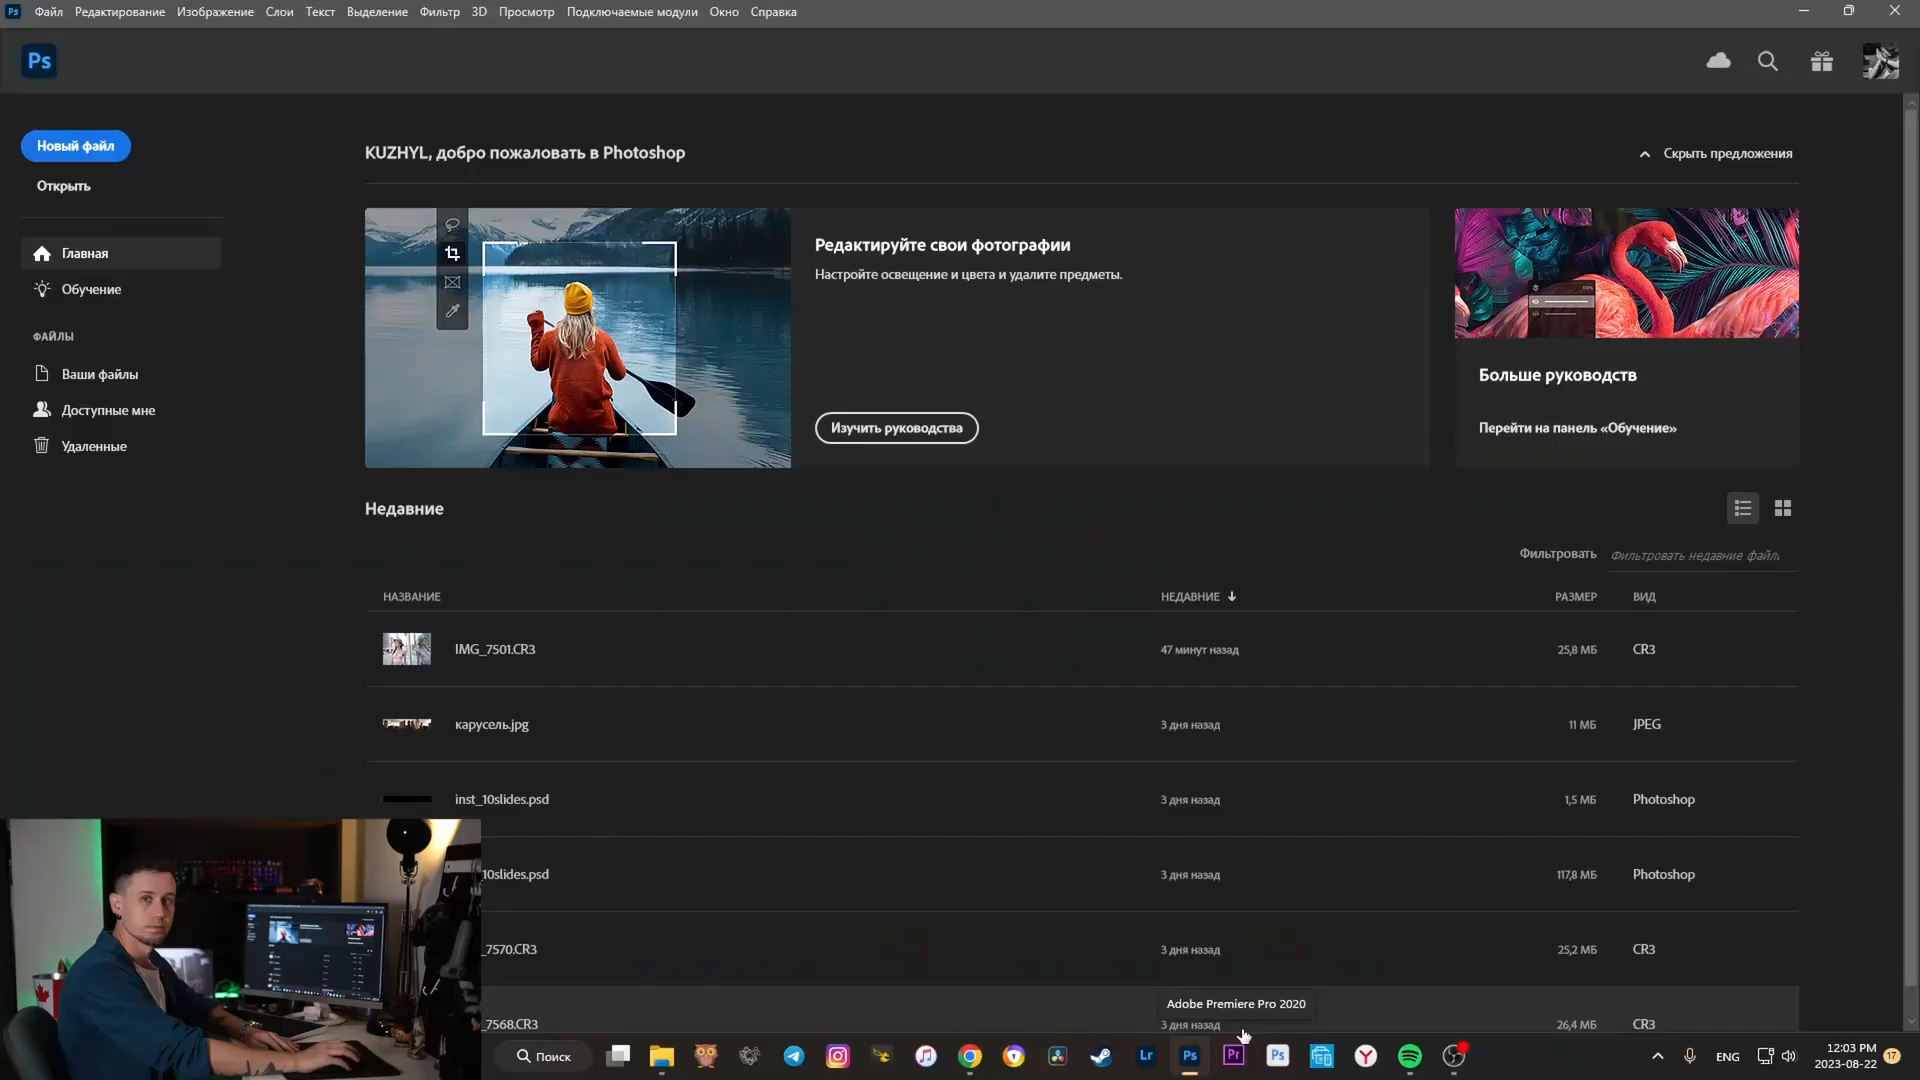 Ps Файл Редактирование Изображение Слои Текст Выделение Фильтр 3D Просмотр Подключаемые модули Окно Справка
Ps
Новый файл
Открыть
Главная
Обучение
ФАЙЛЫ
Ваши файлы
Доступные мне
Удаленные
KUZHYL, добро пожаловать в Photoshop
Скрыть предложения
Редактируйте свои фотографии
Настройте освещение и цвета и удалите предметы.
Изучить руководства
100%
Больше руководств
Перейти на панель «Обучение»
Недавние
Фильтровать Фильтровать недавние файлы
НАЗВАНИЕ НЕДАВНИЕ РАЗМЕР ВИД
IMG_7501.CR3 47 минут назад 25,8 МБ CR3
карусель.jpg 3 дня назад 11 МБ JPEG
inst_10slides.psd 3 дня назад 1,5 МБ Photoshop
10slides.psd 3 дня назад 117,8 МБ Photoshop
_7570.CR3 3 дня назад 25,2 МБ CR3
Adobe Premiere Pro 2020
_7568.CR3 3 дня назад 26,4 МБ CR3
Поиск Lr Ps Pr Ps Y ENG 12:03 PM 17
2023-08-22